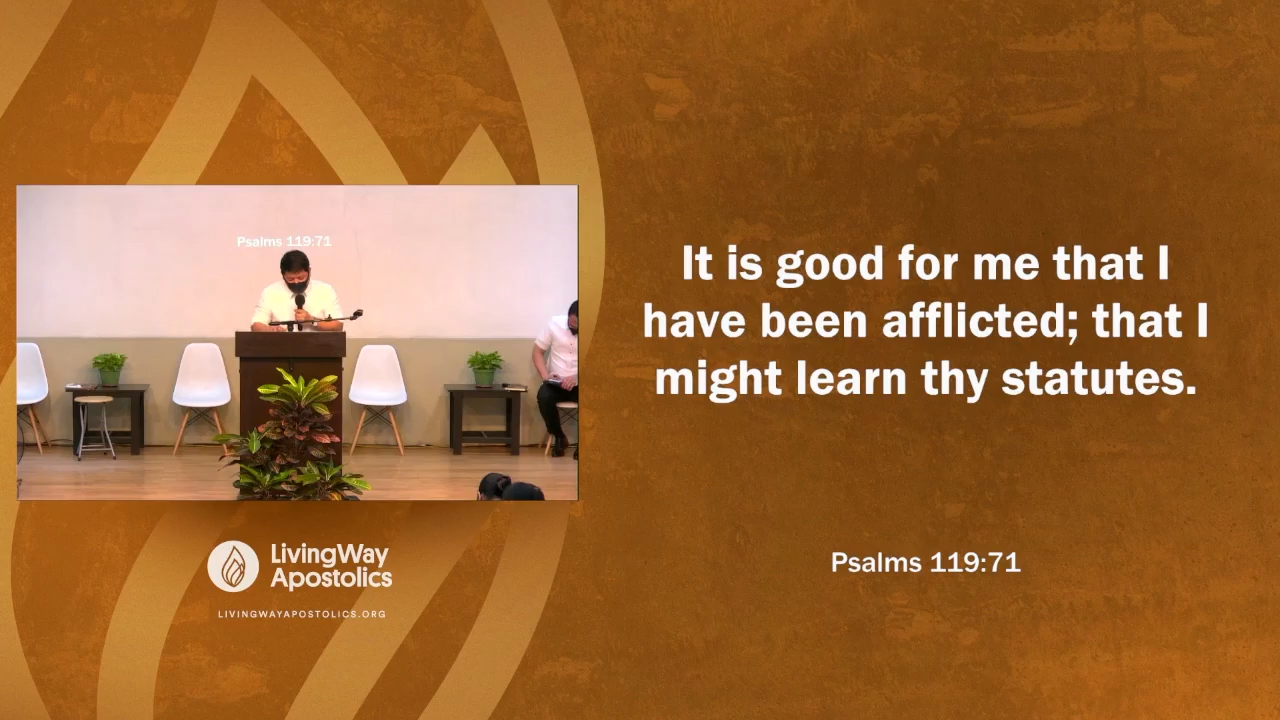 Psalms 119:71
LivingWay
Apostolics
LIVINGWAYAPOSTOLICS.ORG
It is good for me that I
have been afflicted; that I
might learn thy statutes.
Psalms 119:71